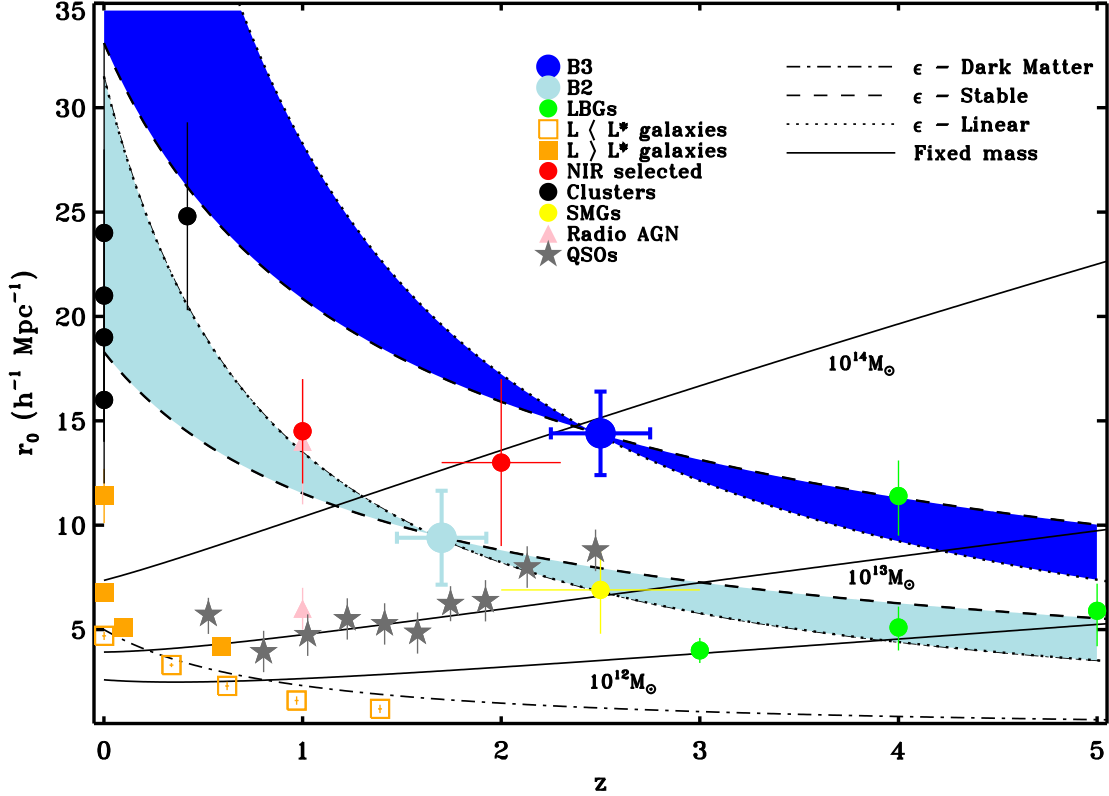 35
30
25
20
15
10
5
r₀ (h⁻¹ Mpc⁻¹)
B3
B2
LBGs
L ⟨ L* galaxies
L ⟩ L* galaxies
NIR selected
Clusters
SMGs
Radio AGN
QSOs
ϵ – Dark Matter
ϵ – Stable
ϵ – Linear
Fixed mass
10¹⁴M☉
10¹³M☉
10¹²M☉
0 1 2 3 4 5
z